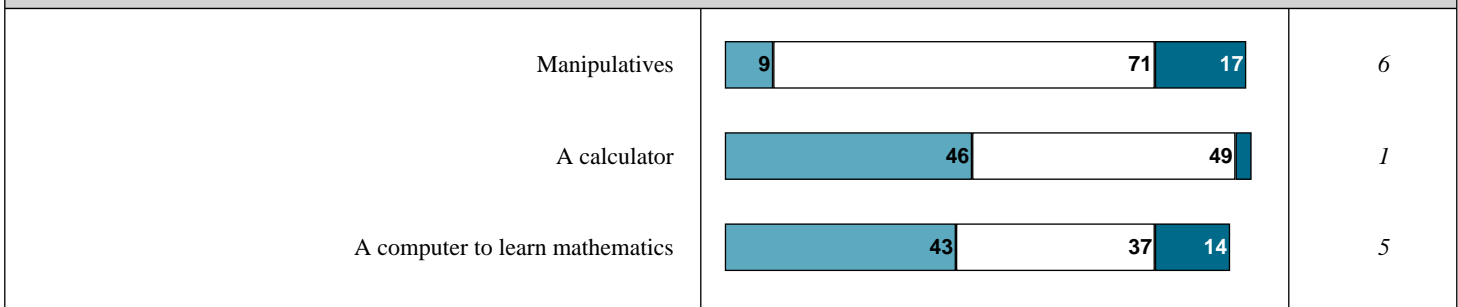 Manipulatives 9 71 17 6
A calculator 46 49 1
A computer to learn mathematics 43 37 14 5